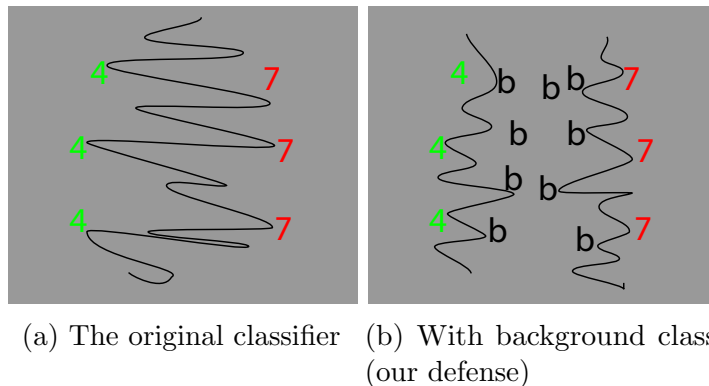 4 7
4 7
4 7
4 b b b 7
4 b b 7
b b
4 b b 7
(a) The original classifier
(b) With background class
(our defense)